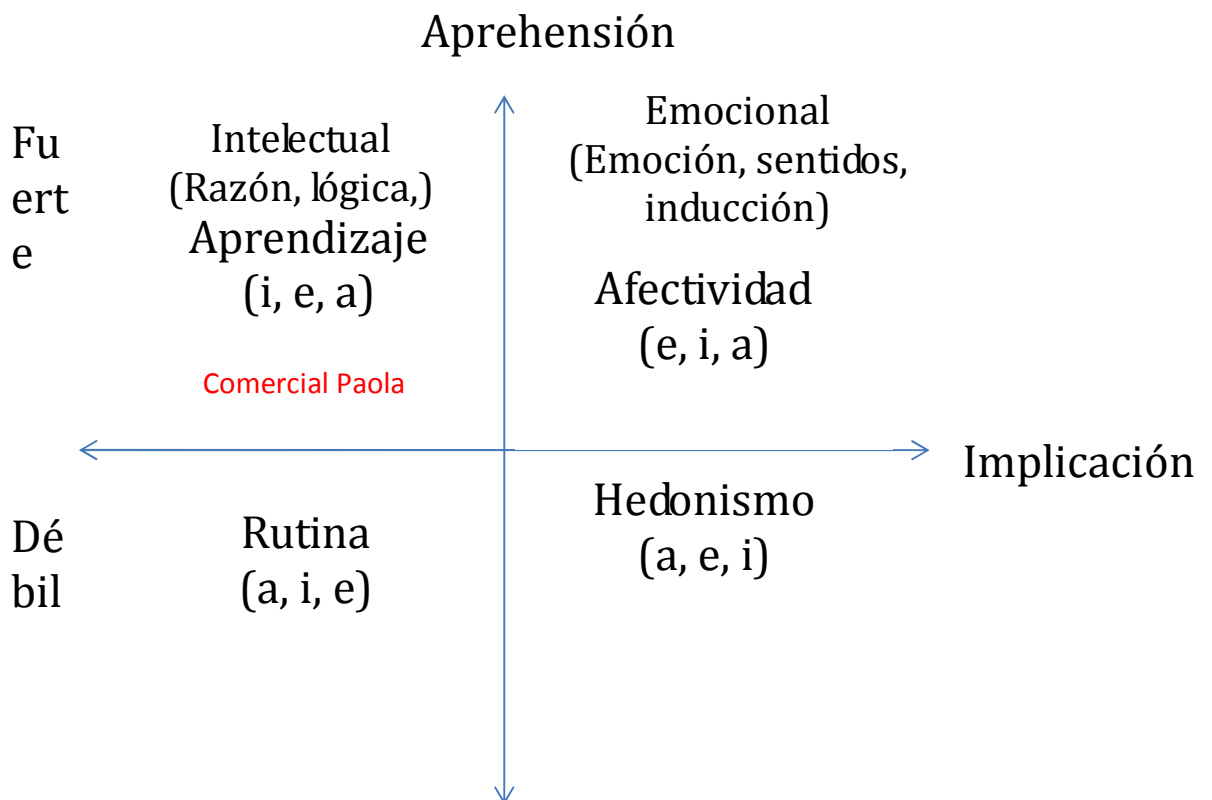 Aprehensión
Fu
ert
e
Intelectual
(Razón, lógica,)
Aprendizaje
(i, e, a)
Comercial Paola
Emocional
(Emoción, sentidos,
inducción)
Afectividad
(e, i, a)
Implicación
Dé
bil
Rutina
(a, i, e)
Hedonismo
(a, e, i)